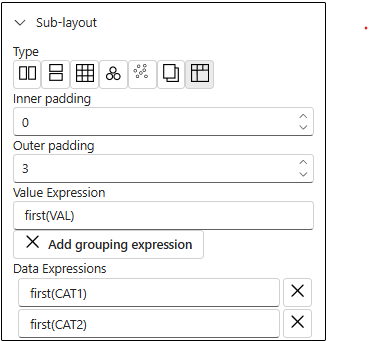 Sub-layout
Type
Inner padding
0
Outer padding
3
Value Expression
first(VAL)
Add grouping expression
Data Expressions
first(CAT1)
first(CAT2)